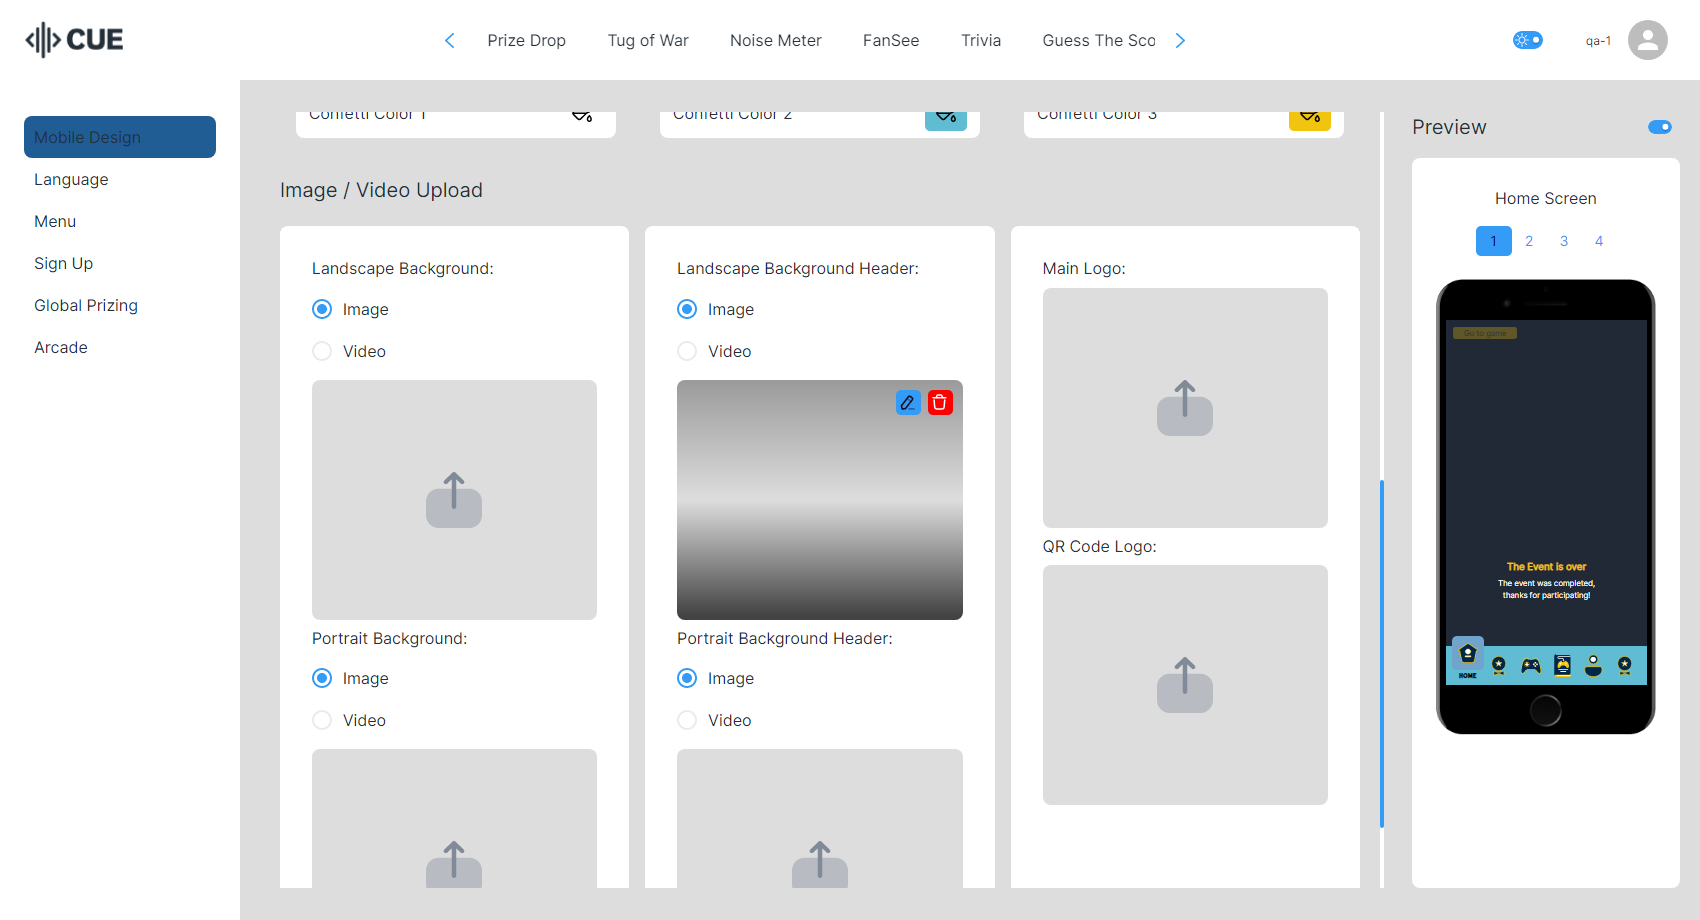 CUE
Prize Drop
Tug of War
Noise Meter
FanSee
Trivia
Guess The Sco
qa-1
Mobile Design
Language
Menu
Sign Up
Global Prizing
Arcade
Confetti Color 1
Confetti Color 2
Confetti Color 3
Image / Video Upload
Landscape Background:
Image
Video
Portrait Background:
Image
Video
Landscape Background Header:
Image
Video
Portrait Background Header:
Image
Video
Main Logo:
QR Code Logo:
Preview
Home Screen
1 2 3 4
Go to game
The Event is over
The event was completed,
thanks for participating!
HOME